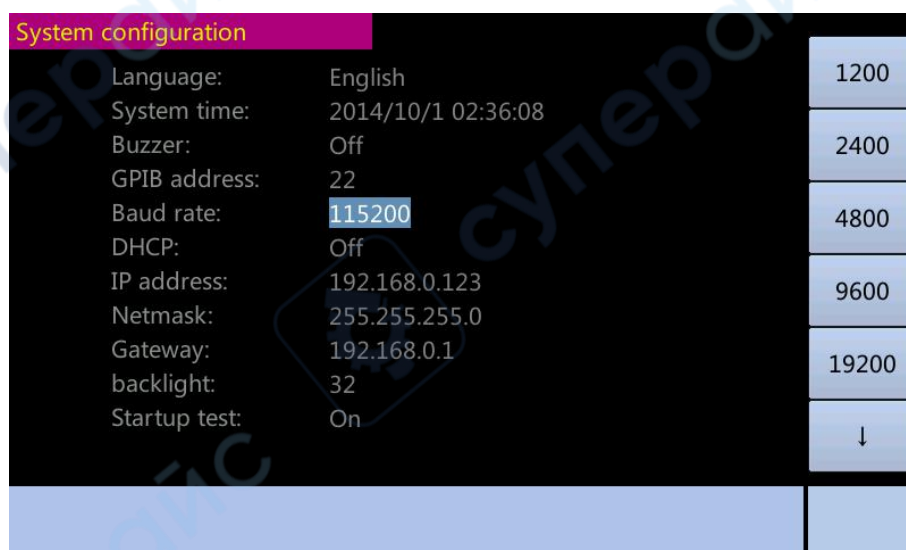 System configuration
Language: English
System time: 2014/10/1 02:36:08
Buzzer: Off
GPIB address: 22
Baud rate: 115200
DHCP: Off
IP address: 192.168.0.123
Netmask: 255.255.255.0
Gateway: 192.168.0.1
backlight: 32
Startup test: On
1200
2400
4800
9600
19200
↓